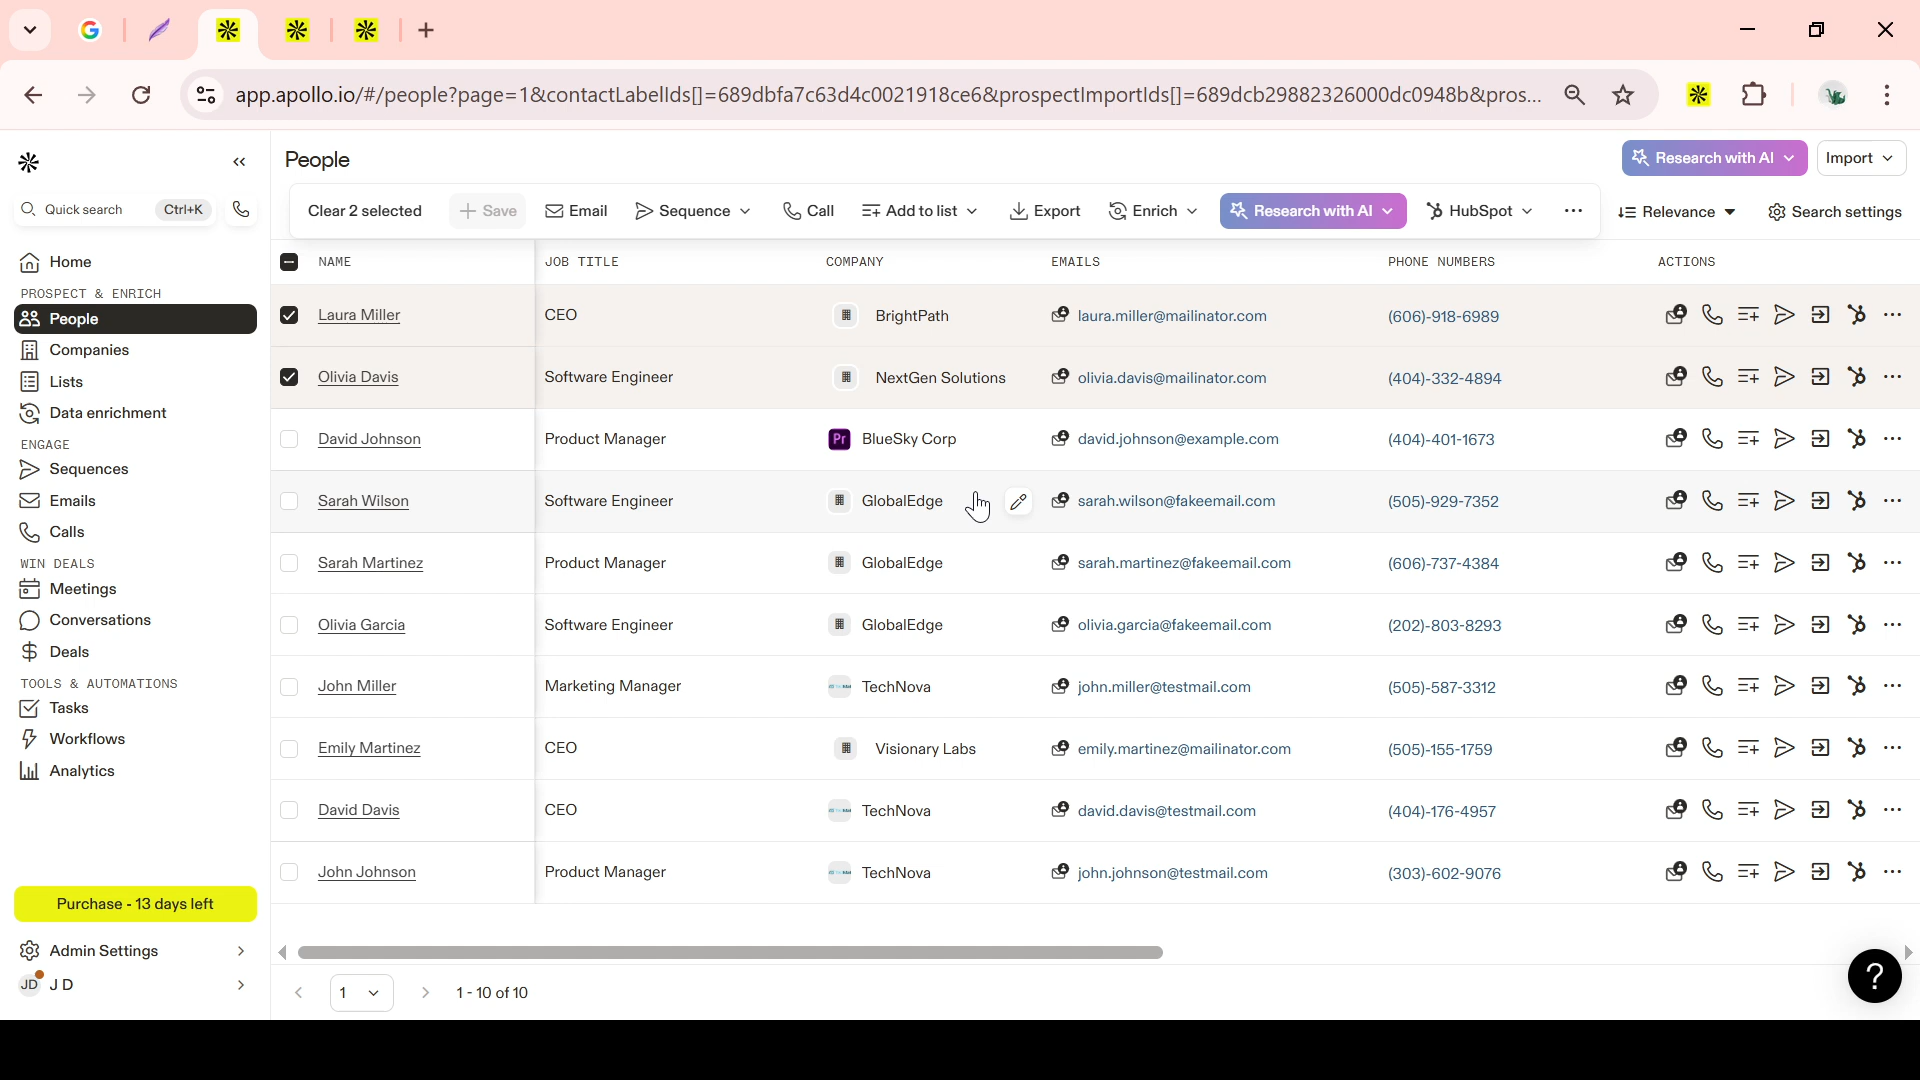 app.apollo.io/#/people?page=1&contactLabelIds[]=689dbfa7c63d4c0021918ce6&prospectImportIds[]=689dcb29882326000dc0948b&pros...
People
Research with AI
Import
Quick search
Ctrl+K
Clear 2 selected
Save
Email
Sequence
Call
Add to list
Export
Enrich
Research with AI
HubSpot
Relevance
Search settings
Home
PROSPECT & ENRICH
People
Companies
Lists
Data enrichment
ENGAGE
Sequences
Emails
Calls
WIN DEALS
Meetings
Conversations
Deals
TOOLS & AUTOMATIONS
Tasks
Workflows
Analytics
Purchase - 13 days left
Admin Settings
JD J D
NAME JOB TITLE COMPANY EMAILS PHONE NUMBERS ACTIONS
Laura Miller CEO BrightPath laura.miller@mailinator.com (606)-918-6989
Olivia Davis Software Engineer NextGen Solutions olivia.davis@mailinator.com (404)-332-4894
David Johnson Product Manager Pr BlueSky Corp david.johnson@example.com (404)-401-1673
Sarah Wilson Software Engineer GlobalEdge sarah.wilson@fakeemail.com (505)-929-7352
Sarah Martinez Product Manager GlobalEdge sarah.martinez@fakeemail.com (606)-737-4384
Olivia Garcia Software Engineer GlobalEdge olivia.garcia@fakeemail.com (202)-803-8293
John Miller Marketing Manager TechNova john.miller@testmail.com (505)-587-3312
Emily Martinez CEO Visionary Labs emily.martinez@mailinator.com (505)-155-1759
David Davis CEO TechNova david.davis@testmail.com (404)-176-4957
John Johnson Product Manager TechNova john.johnson@testmail.com (303)-602-9076
1
1 - 10 of 10
?